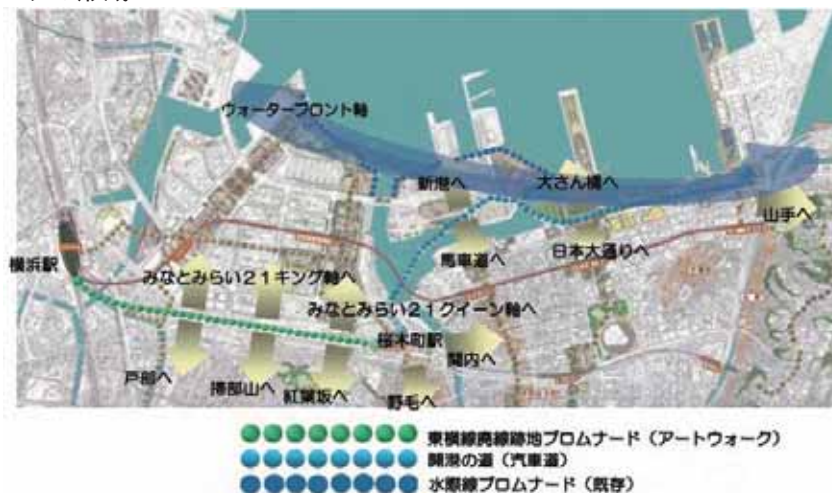 ウォーターフロント軸
新港へ
大さん橋へ
山手へ
横浜駅
馬車道へ
日本大通りへ
みなとみらい21キング軸へ
みなとみらい21クイーン軸へ
桜木町駅
関内へ
戸部へ
掃部山へ
紅葉坂へ
野毛へ
東横線廃線跡地プロムナード(アートウォーク)
開港の道(汽車道)
水際線プロムナード(既存)